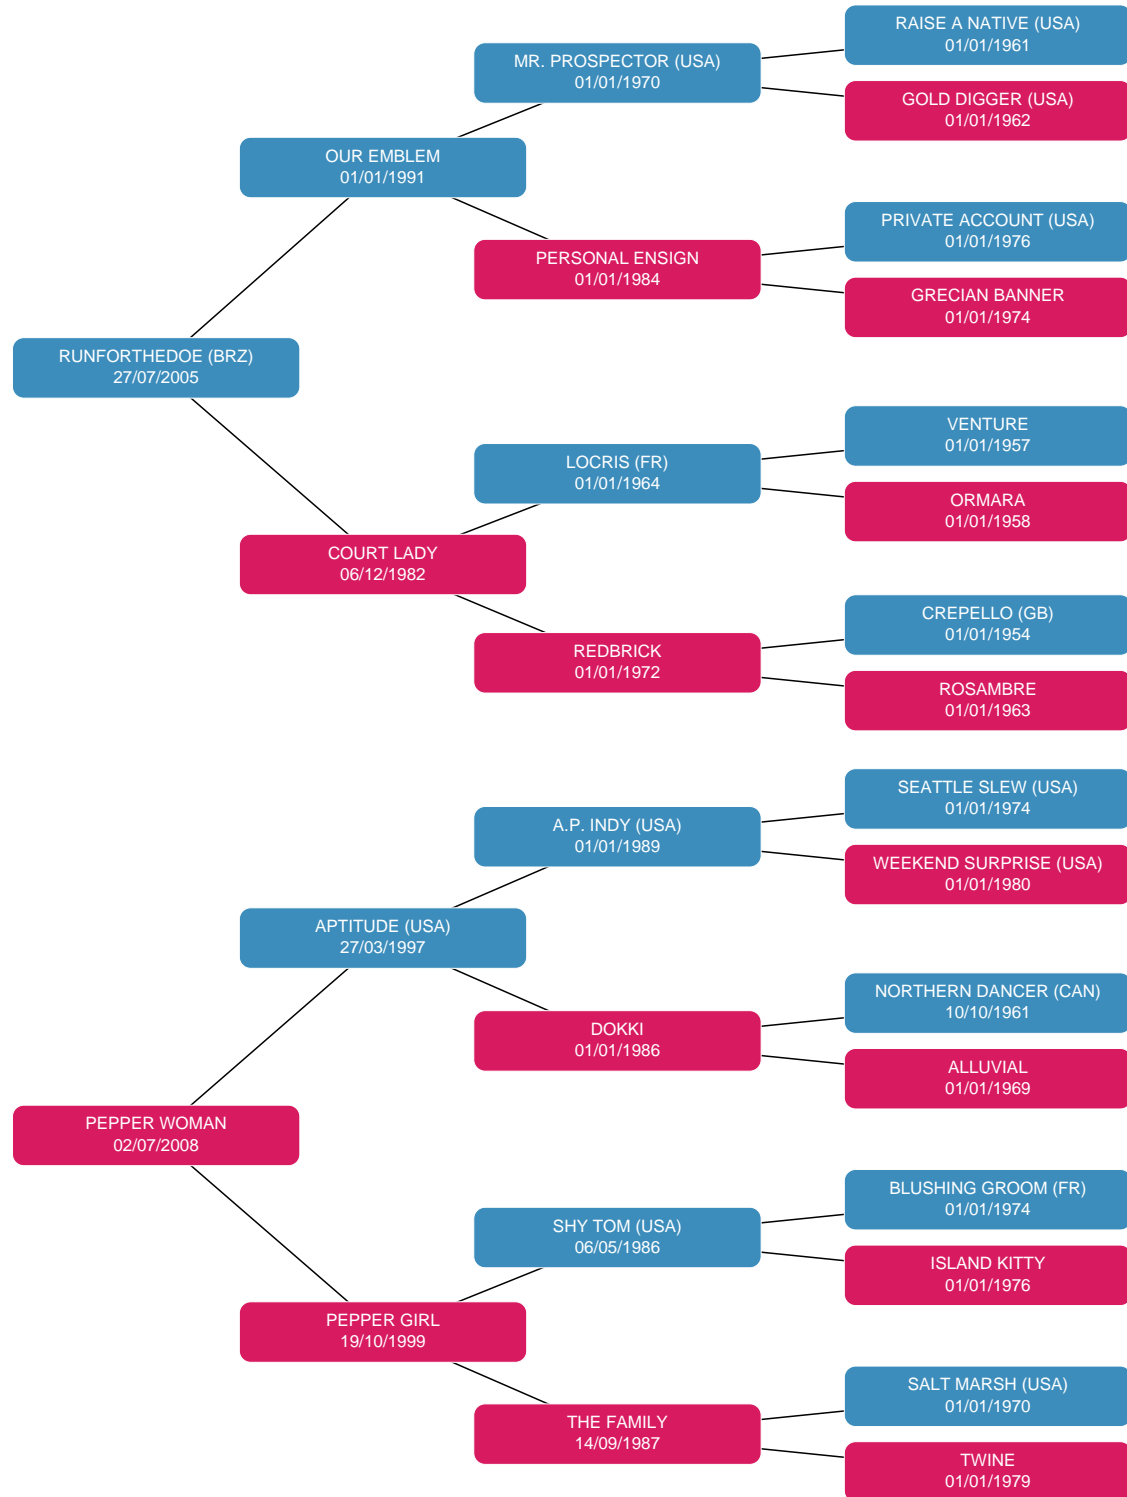 RAISE A NATIVE (USA)
01/01/1961
MR. PROSPECTOR (USA)
01/01/1970
GOLD DIGGER (USA)
01/01/1962
OUR EMBLEM
01/01/1991
PRIVATE ACCOUNT (USA)
01/01/1976
PERSONAL ENSIGN
01/01/1984
GRECIAN BANNER
01/01/1974
RUNFORTHEDOE (BRZ)
27/07/2005
VENTURE
01/01/1957
LOCRIS (FR)
01/01/1964
ORMARA
01/01/1958
COURT LADY
06/12/1982
CREPELLO (GB)
01/01/1954
REDBRICK
01/01/1972
ROSAMBRE
01/01/1963
SEATTLE SLEW (USA)
01/01/1974
A.P. INDY (USA)
01/01/1989
WEEKEND SURPRISE (USA)
01/01/1980
APTITUDE (USA)
27/03/1997
NORTHERN DANCER (CAN)
10/10/1961
DOKKI
01/01/1986
ALLUVIAL
01/01/1969
PEPPER WOMAN
02/07/2008
BLUSHING GROOM (FR)
01/01/1974
SHY TOM (USA)
06/05/1986
ISLAND KITTY
01/01/1976
PEPPER GIRL
19/10/1999
SALT MARSH (USA)
01/01/1970
THE FAMILY
14/09/1987
TWINE
01/01/1979